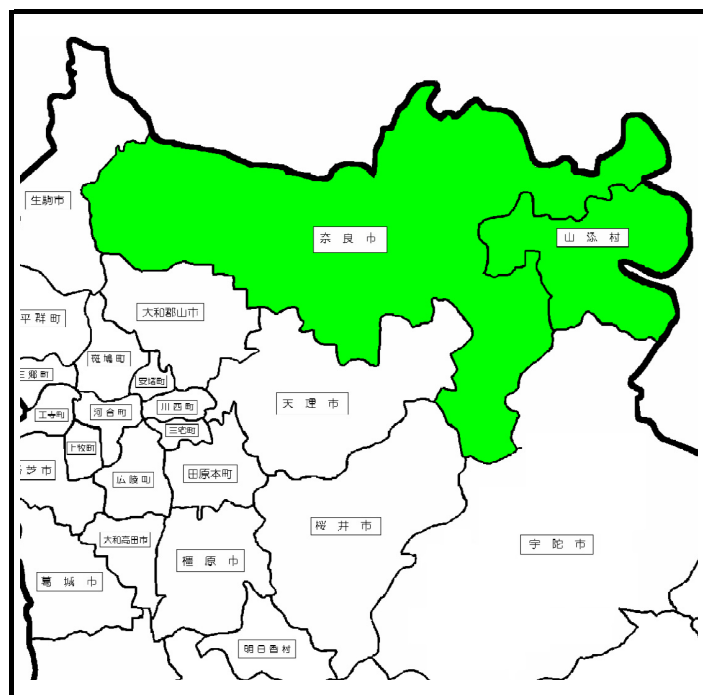 生駒市
奈良市
山添村
平群町
大和郡山市
斑鳩町
三郷町
安堵町
王寺町
河合町
川西町
天理市
三宅町
上牧町
芝市
広陵町
田原本町
桜井市
大和高田市
橿原市
宇陀市
葛城市
明日香村